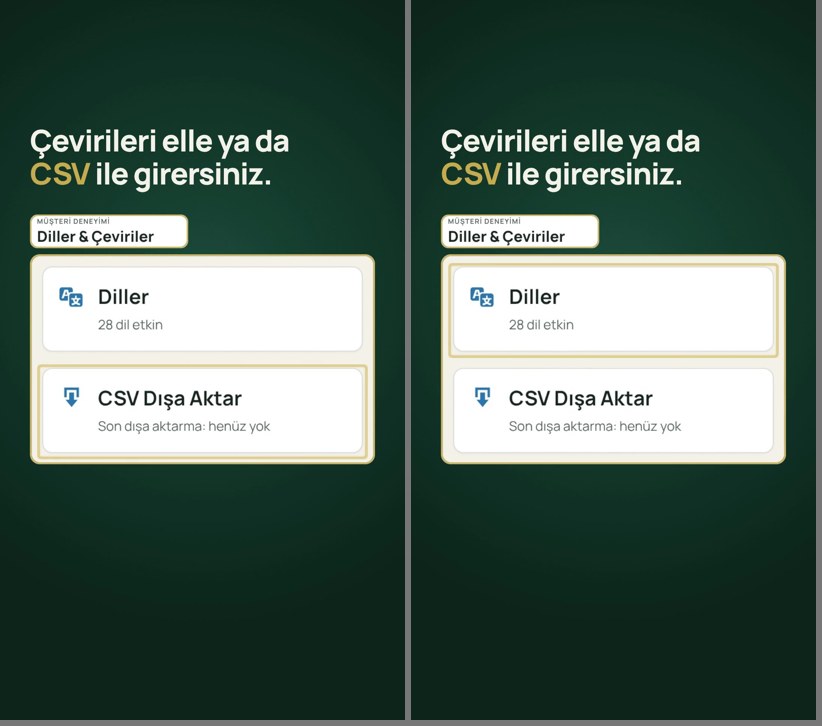 Çevirileri elle ya da
CSV ile girersiniz.
MÜŞTERİ DENEYİMİ
Diller & Çeviriler
Diller
28 dil etkin
CSV Dışa Aktar
Son dışa aktarma: henüz yok
Çevirileri elle ya da
CSV ile girersiniz.
MÜŞTERİ DENEYİMİ
Diller & Çeviriler
Diller
28 dil etkin
CSV Dışa Aktar
Son dışa aktarma: henüz yok